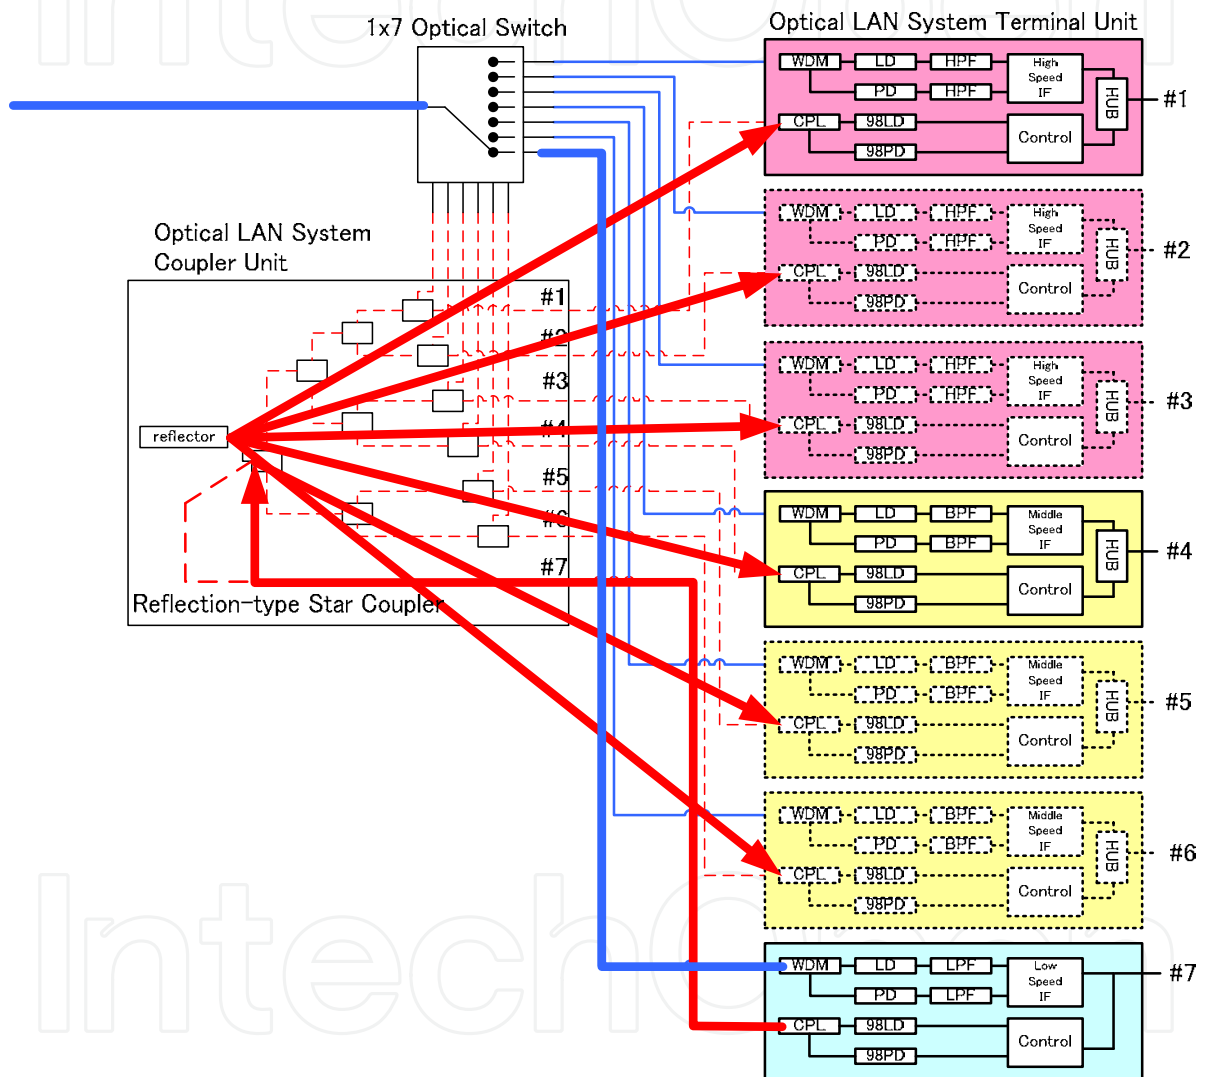 1x7 Optical Switch
Optical LAN System Terminal Unit
WDM LD HPF High Speed IF
PD HPF
HUB
#1
CPL 98LD Control
98PD
WDM LD HPF High Speed IF
PD HPF
HUB
#2
CPL 98LD Control
98PD
WDM LD HPF High Speed IF
PD HPF
HUB
#3
CPL 98LD Control
98PD
WDM LD BPF Middle Speed IF
PD BPF
HUB
#4
CPL 98LD Control
98PD
WDM LD BPF Middle Speed IF
PD BPF
HUB
#5
CPL 98LD Control
98PD
WDM LD BPF Middle Speed IF
PD BPF
HUB
#6
CPL 98LD Control
98PD
WDM LD LPF Low Speed IF
PD LPF
#7
CPL 98LD Control
98PD
Optical LAN System
Coupler Unit
#1
#2
#3
#4
#5
#6
#7
reflector
Reflection-type Star Coupler
IntechOpen
IntechOpen